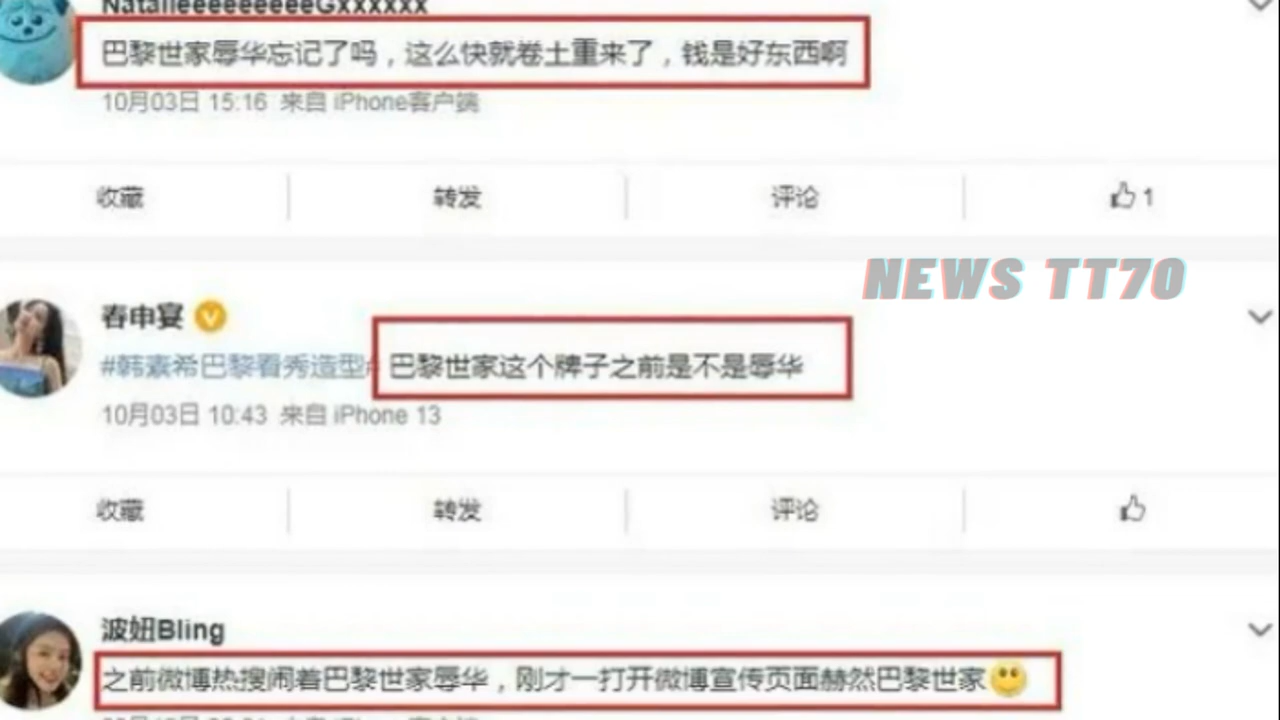 NatalieeeeeeeeeeGxxxxxx
巴黎世家辱华忘记了吗，这么快就卷土重来了，钱是好东西啊
10月03日 15:16 来自 iPhone客户端
收藏 转发 评论 1
NEWS TT70
春申宴
#韩素希巴黎看秀造型# 巴黎世家这个牌子之前是不是辱华
10月03日 10:43 来自 iPhone 13
收藏 转发 评论
波妞Bling
之前微博热搜闹着巴黎世家辱华，刚才一打开微博宣传页面赫然巴黎世家